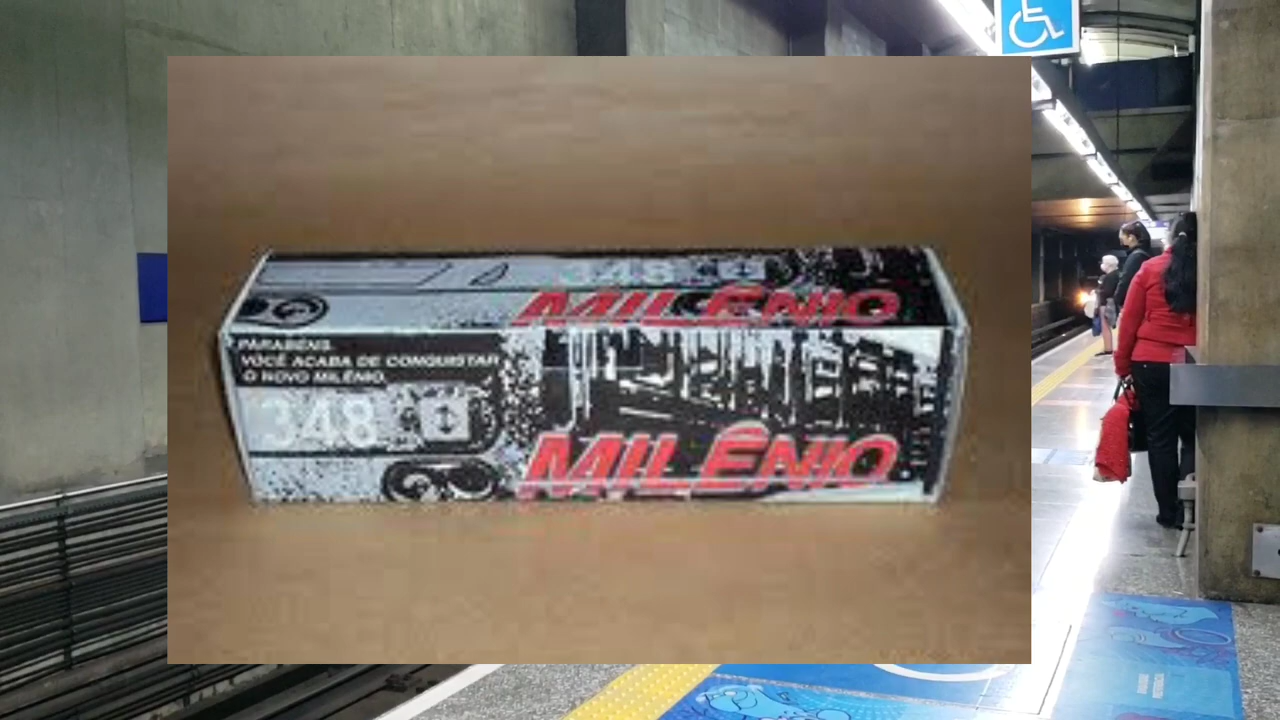 348
MILÊNIO
PARABÉNS.
VOCÊ ACABA DE CONQUISTAR
O NOVO MILÊNIO.
348
MILÊNIO